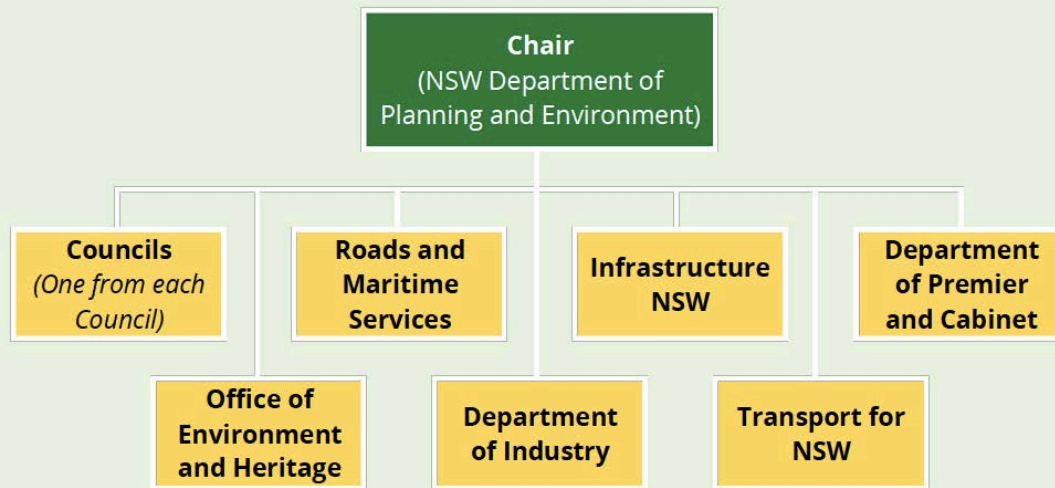 Chair
(NSW Department of
Planning and Environment)
Councils
(One from each
Council)
Roads and
Maritime
Services
Infrastructure
NSW
Department
of Premier
and Cabinet
Office of
Environment
and Heritage
Department
of Industry
Transport for
NSW